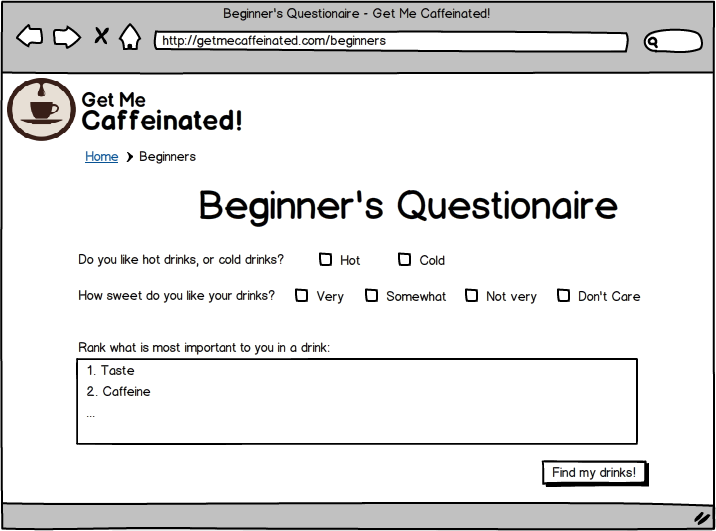 Beginner's Questionaire - Get Me Caffeinated!
http://getmecaffeinated.com/beginners
Get Me
Caffeinated!
Home Beginners
Beginner's Questionaire
Do you like hot drinks, or cold drinks? Hot Cold
How sweet do you like your drinks? Very Somewhat Not very Don't Care
Rank what is most important to you in a drink:
1. Taste
2. Caffeine
...
Find my drinks!